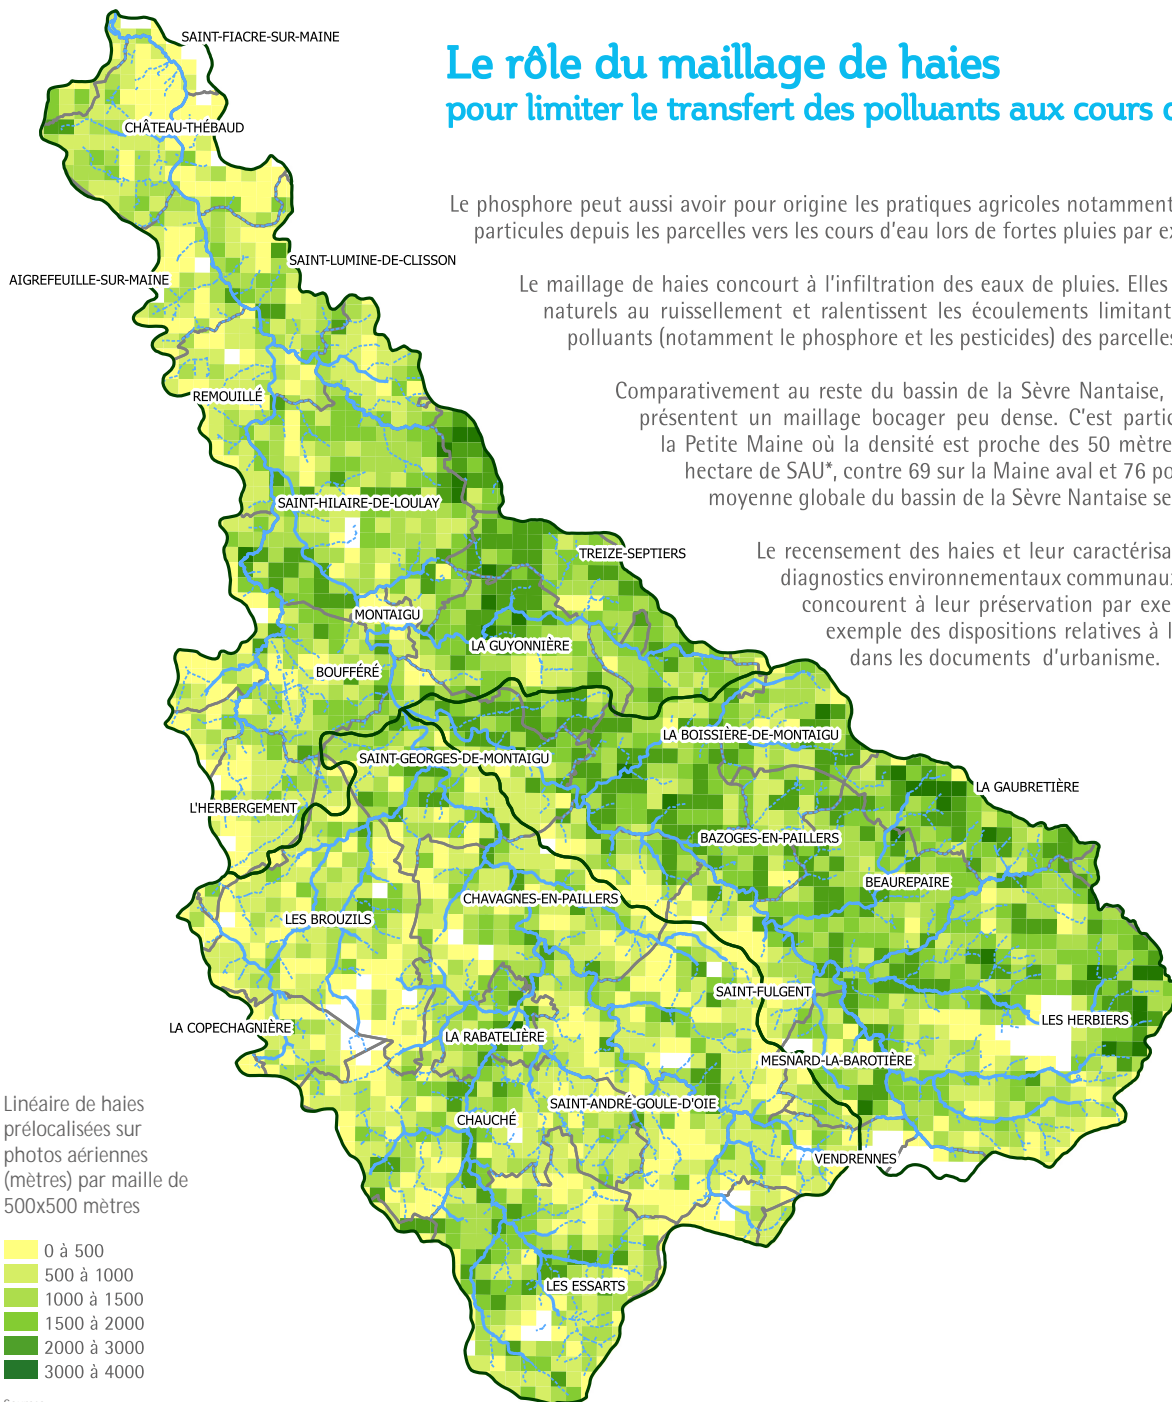 Le rôle du maillage de haies
pour limiter le transfert des polluants aux cours
Le phosphore peut aussi avoir pour origine les pratiques agricoles notamment
particules depuis les parcelles vers les cours d'eau lors de fortes pluies par
Le maillage de haies concourt à l'infiltration des eaux de pluies. Elles
naturels au ruissellement et ralentissent les écoulements limitant
polluants (notamment le phosphore et les pesticides) des parcelles
Comparativement au reste du bassin de la Sèvre Nantaise,
présentent un maillage bocager peu dense. C'est
la Petite Maine où la densité est proche des 50
hectare de SAU*, contre 69 sur la Maine aval et 76
moyenne globale du bassin de la Sèvre Nantaise
Le recensement des haies et leur
diagnostics environnementaux
concourent à leur préservation par
exemple des dispositions relatives à
dans les documents d'urbanisme.
SAINT-FIACRE-SUR-MAINE
CHÂTEAU-THÉBAUD
SAINT-LUMINE-DE-CLISSON
AIGREFEUILLE-SUR-MAINE
REMOUILLÉ
SAINT-HILAIRE-DE-LOULAY
TREIZE-SEPTIERS
MONTAIGU
LA GUYONNIÈRE
BOUFFÉRÉ
LA BOISSIÈRE-DE-MONTAIGU
SAINT-GEORGES-DE-MONTAIGU
LA GAUBRETIÈRE
L'HERBERGEMENT
BAZOGES-EN-PAILLERS
BEAUREPAIRE
CHAVAGNES-EN-PAILLERS
LES BROUZILS
SAINT-FULGENT
LES HERBIERS
LA COPECHAGNIÈRE
LA RABATELIÈRE
MESNARD-LA-BAROTIÈRE
SAINT-ANDRÉ-GOULE-D'OIE
CHAUCHÉ
VENDRENNES
LES ESSARTS
Linéaire de haies
prélocalisées sur
photos aériennes
(mètres) par maille de
500x500 mètres
0 à 500
500 à 1000
1000 à 1500
1500 à 2000
2000 à 3000
3000 à 4000